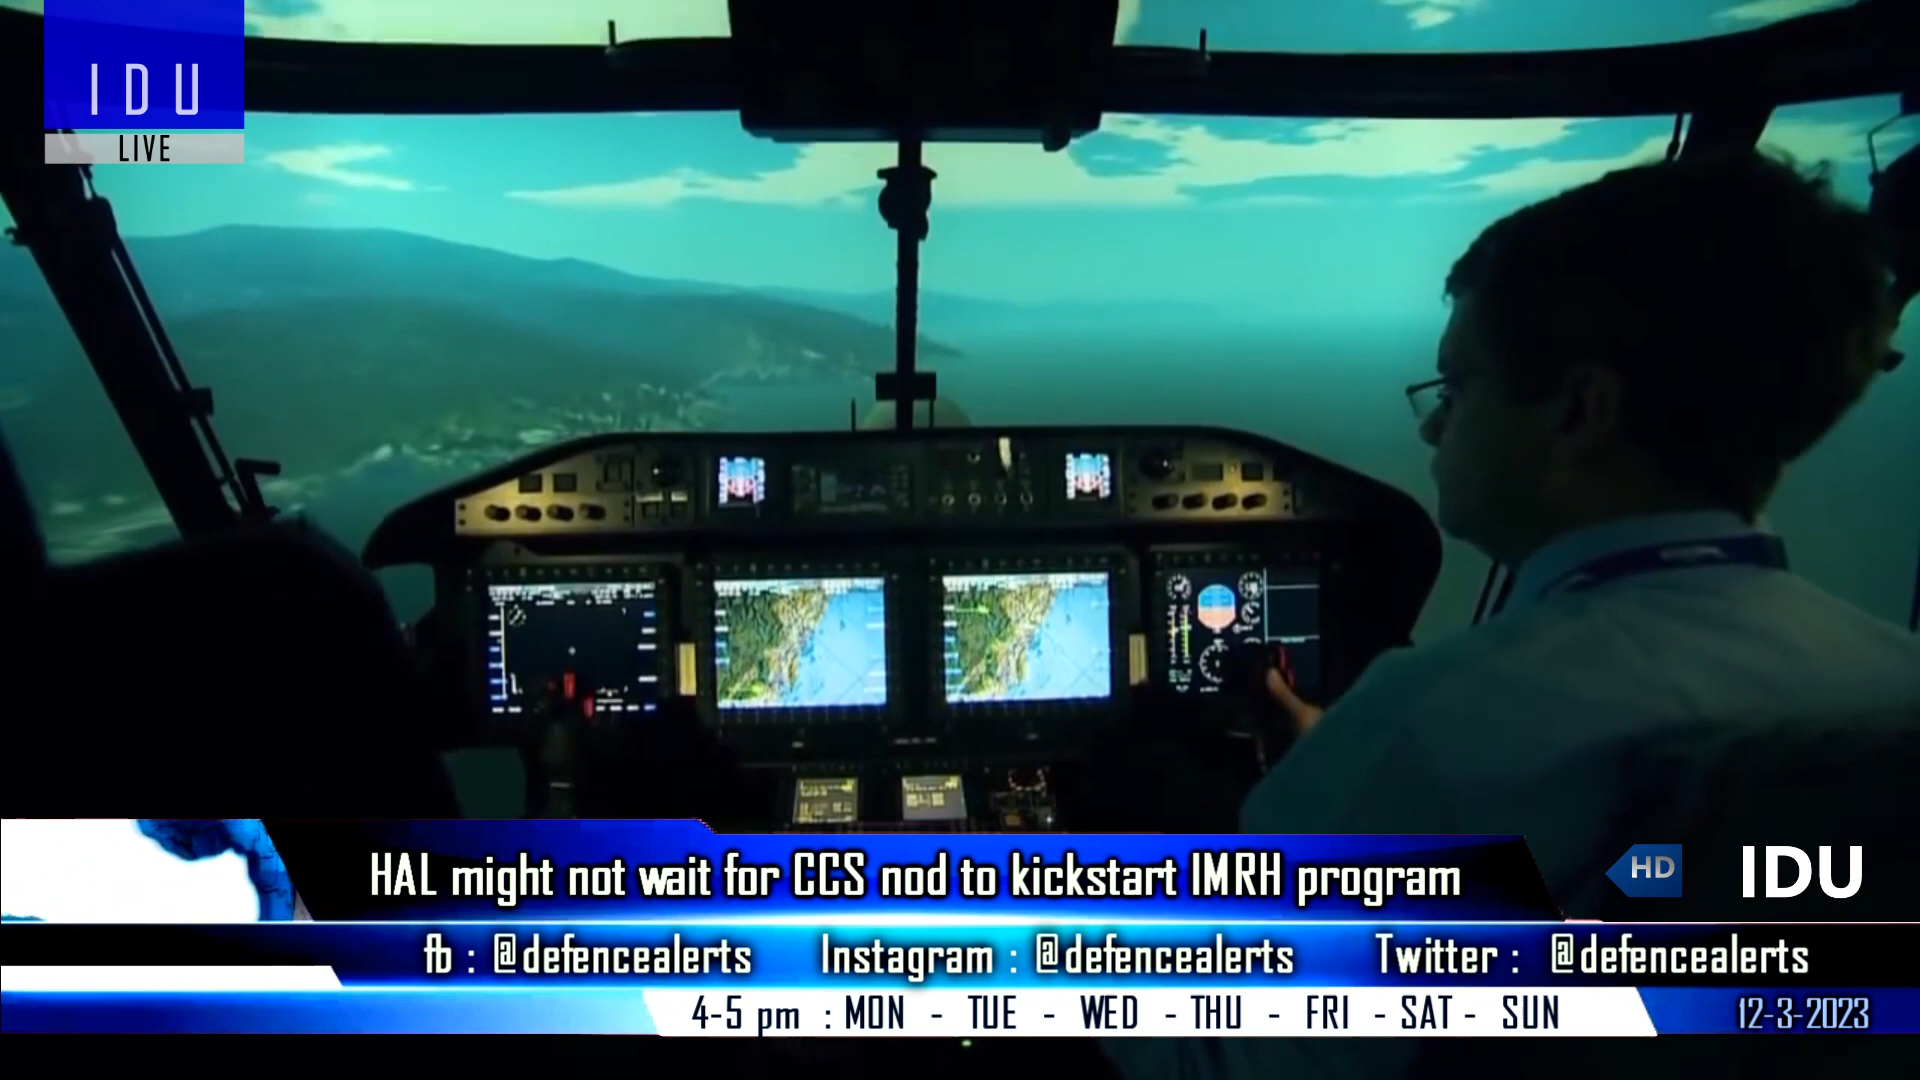 IDU
LIVE
HAL might not wait for CCS nod to kickstart IMRH program
HD
IDU
fb : @defencealerts Instagram : @defencealerts Twitter : @defencealerts
4-5 pm : MON - TUE - WED - THU - FRI - SAT - SUN
12-3-2023